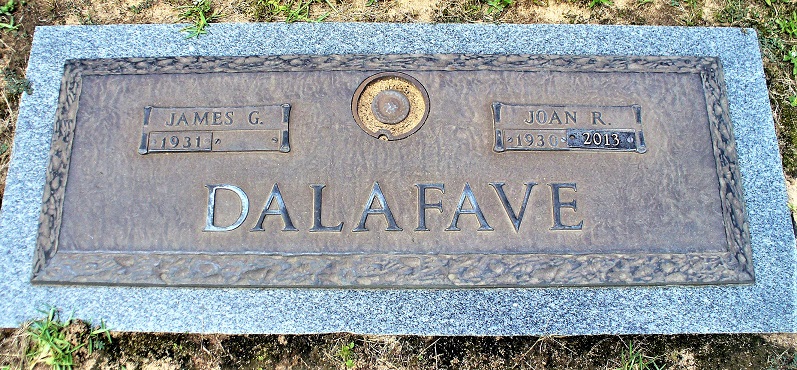 JAMES G.
1931
JOAN R.
1930 2013
DALAFAVE